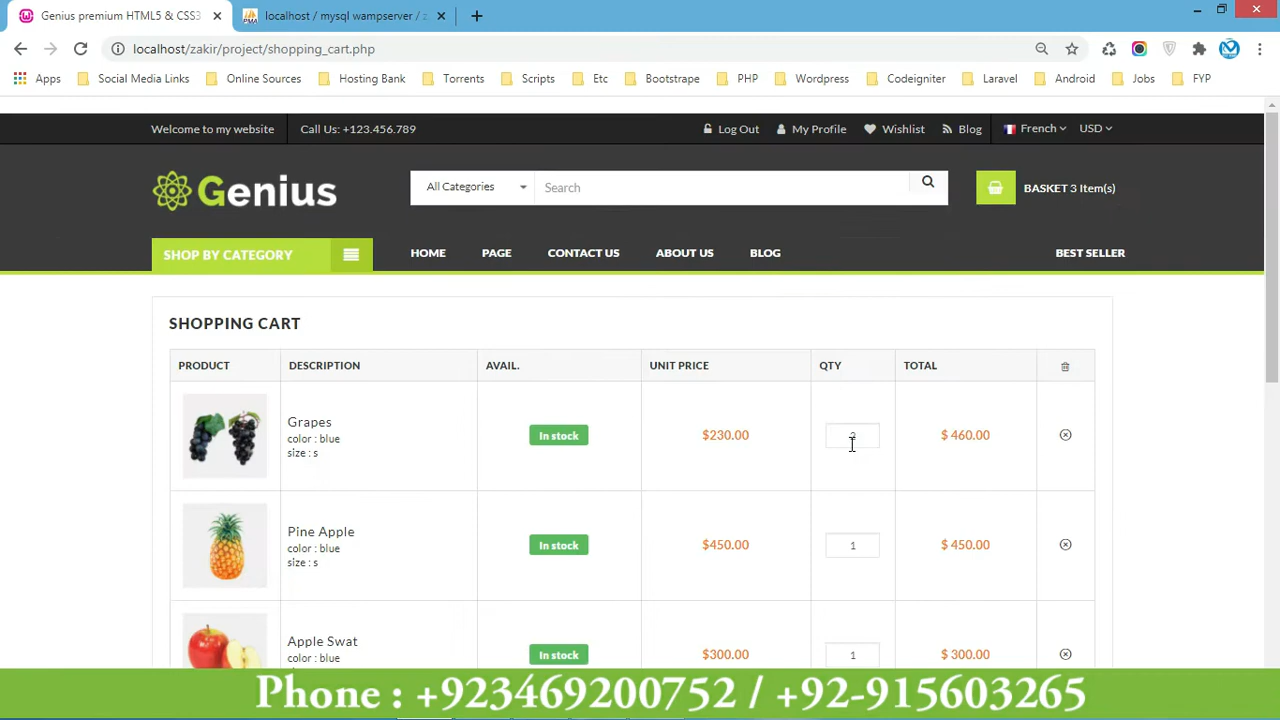 Genius premium HTML5 & CSS3
localhost / mysql wampserver /
localhost/zakir/project/shopping_cart.php
Apps Social Media Links Online Sources Hosting Bank Torrents Scripts Etc Bootstrape PHP Wordpress Codeigniter Laravel Android Jobs FYP
Welcome to my website Call Us: +123.456.789 Log Out My Profile Wishlist Blog French USD
Genius All Categories Search BASKET 3 Item(s)
SHOP BY CATEGORY HOME PAGE CONTACT US ABOUT US BLOG BEST SELLER
SHOPPING CART
PRODUCT DESCRIPTION AVAIL. UNIT PRICE QTY TOTAL
Grapes
color : blue
size : s
In stock $230.00 $ 460.00
Pine Apple
color : blue
size : s
In stock $450.00 1 $ 450.00
Apple Swat
color : blue
In stock $300.00 1 $ 300.00
Phone : +923469200752 / +92-915603265